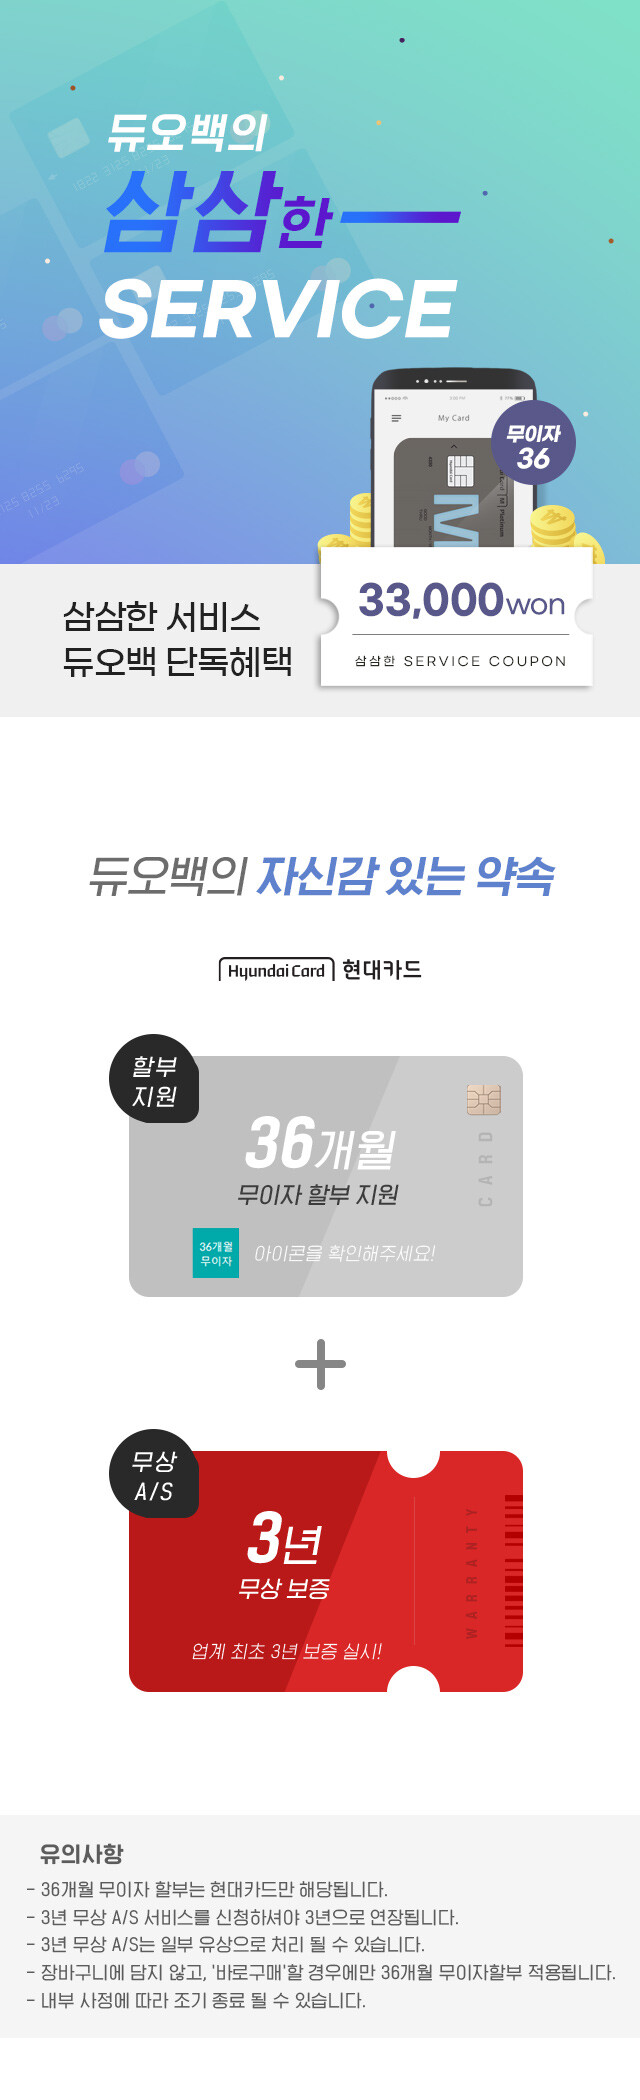 듀오백의
삼삼한
SERVICE
My Card
무이자
36
33,000won
삼삼한 SERVICE COUPON
삼삼한 서비스
듀오백 단독혜택
듀오백의 자신감 있는 약속
Hyundai Card 현대카드
할부
지원
36개월
무이자 할부 지원
36개월
무이자
아이콘을 확인해주세요!
CARD
무상
A/S
3년
무상 보증
업계 최초 3년 보증 실시!
WARRANTY
유의사항
- 36개월 무이자 할부는 현대카드만 해당됩니다.
- 3년 무상 A/S 서비스를 신청하셔야 3년으로 연장됩니다.
- 3년 무상 A/S는 일부 유상으로 처리 될 수 있습니다.
- 장바구니에 담지 않고, '바로구매'할 경우에만 36개월 무이자할부 적용됩니다.
- 내부 사정에 따라 조기 종료 될 수 있습니다.